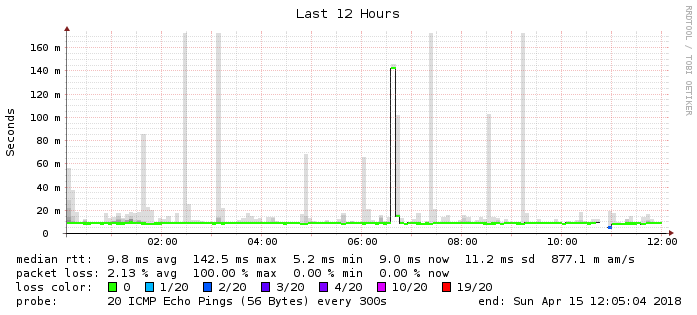 Last 12 Hours
RRDTOOL / TOBI OETIKER
Seconds
160 m
140 m
120 m
100 m
80 m
60 m
40 m
20 m
0
02:00 04:00 06:00 08:00 10:00 12:00
median rtt: 9.8 ms avg 142.5 ms max 5.2 ms min 9.0 ms now 11.2 ms sd 877.1 m am/s
packet loss: 2.13 % avg 100.00 % max 0.00 % min 0.00 % now
loss color: 0 1/20 2/20 3/20 4/20 10/20 19/20
probe: 20 ICMP Echo Pings (56 Bytes) every 300s end: Sun Apr 15 12:05:04 2018